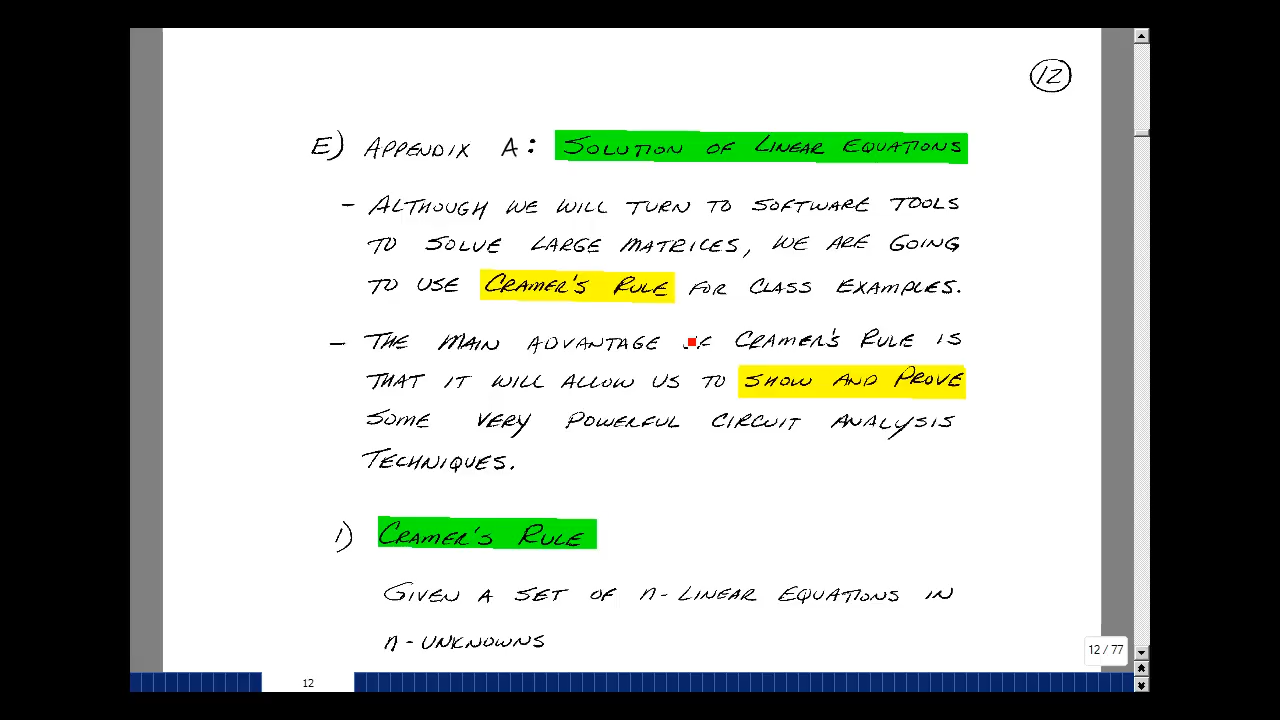 12
E) APPENDIX A: SOLUTION OF LINEAR EQUATIONS
- ALTHOUGH WE WILL TURN TO SOFTWARE TOOLS
TO SOLVE LARGE MATRICES, WE ARE GOING
TO USE CRAMER'S RULE FOR CLASS EXAMPLES.
- THE MAIN ADVANTAGE OF CRAMER'S RULE IS
THAT IT WILL ALLOW US TO SHOW AND PROVE
SOME VERY POWERFUL CIRCUIT ANALYSIS
TECHNIQUES.
1) CRAMER'S RULE
GIVEN A SET OF n-LINEAR EQUATIONS IN
n-UNKNOWNS
12 / 77
12